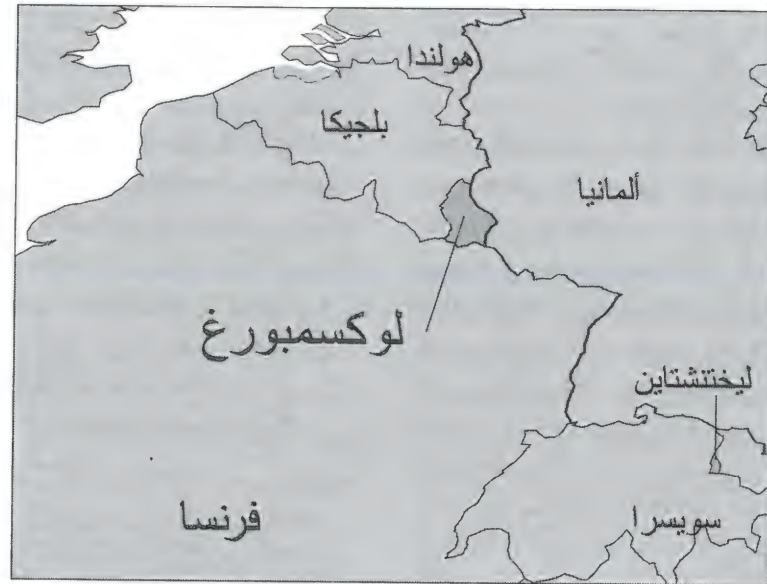 هولندا
بلجيكا
ألمانيا
لوكسمبورغ
ليختنشتاين
فرنسا
سويسرا